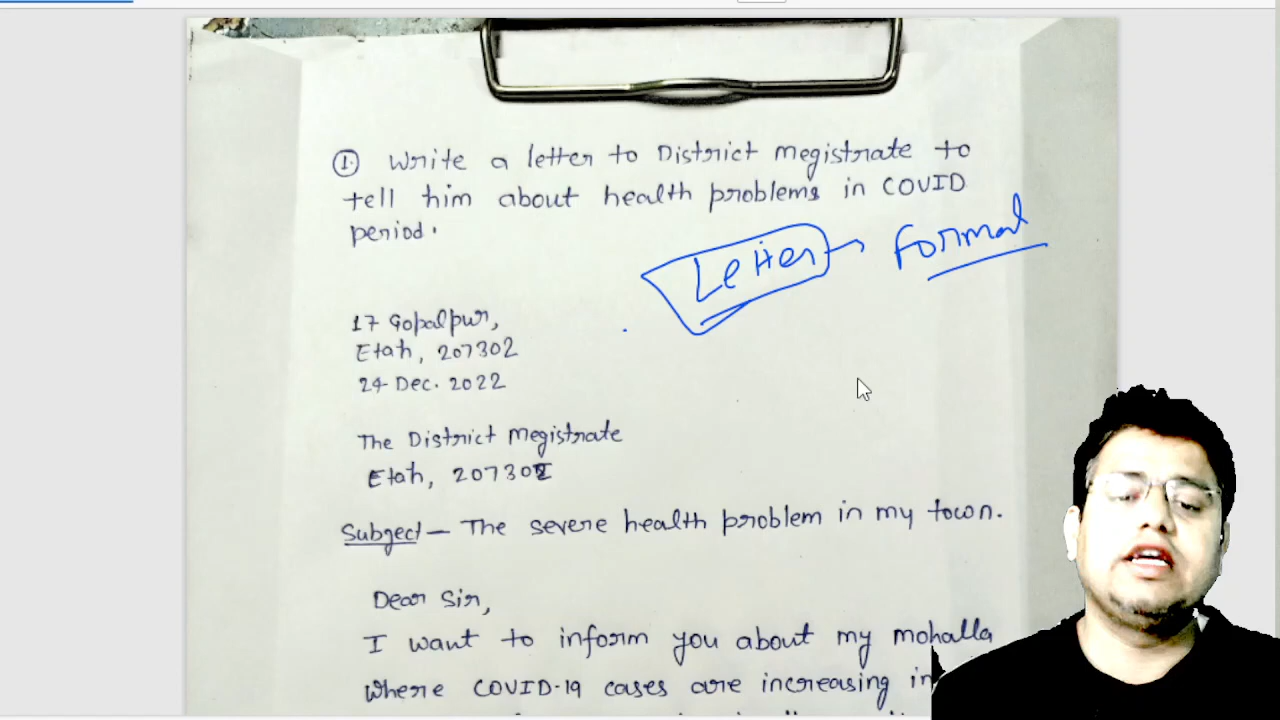 1. Write a letter to District megistrate to
tell him about health problems in COVID
period.
Letter → Formal
17 Gopalpur,
Etah, 207302
24 Dec. 2022
The District Megistrate
Etah, 207302
Subject — The severe health problem in my town.
Dear Sir,
I want to inform you about my mohalla
where COVID-19 cases are increasing in